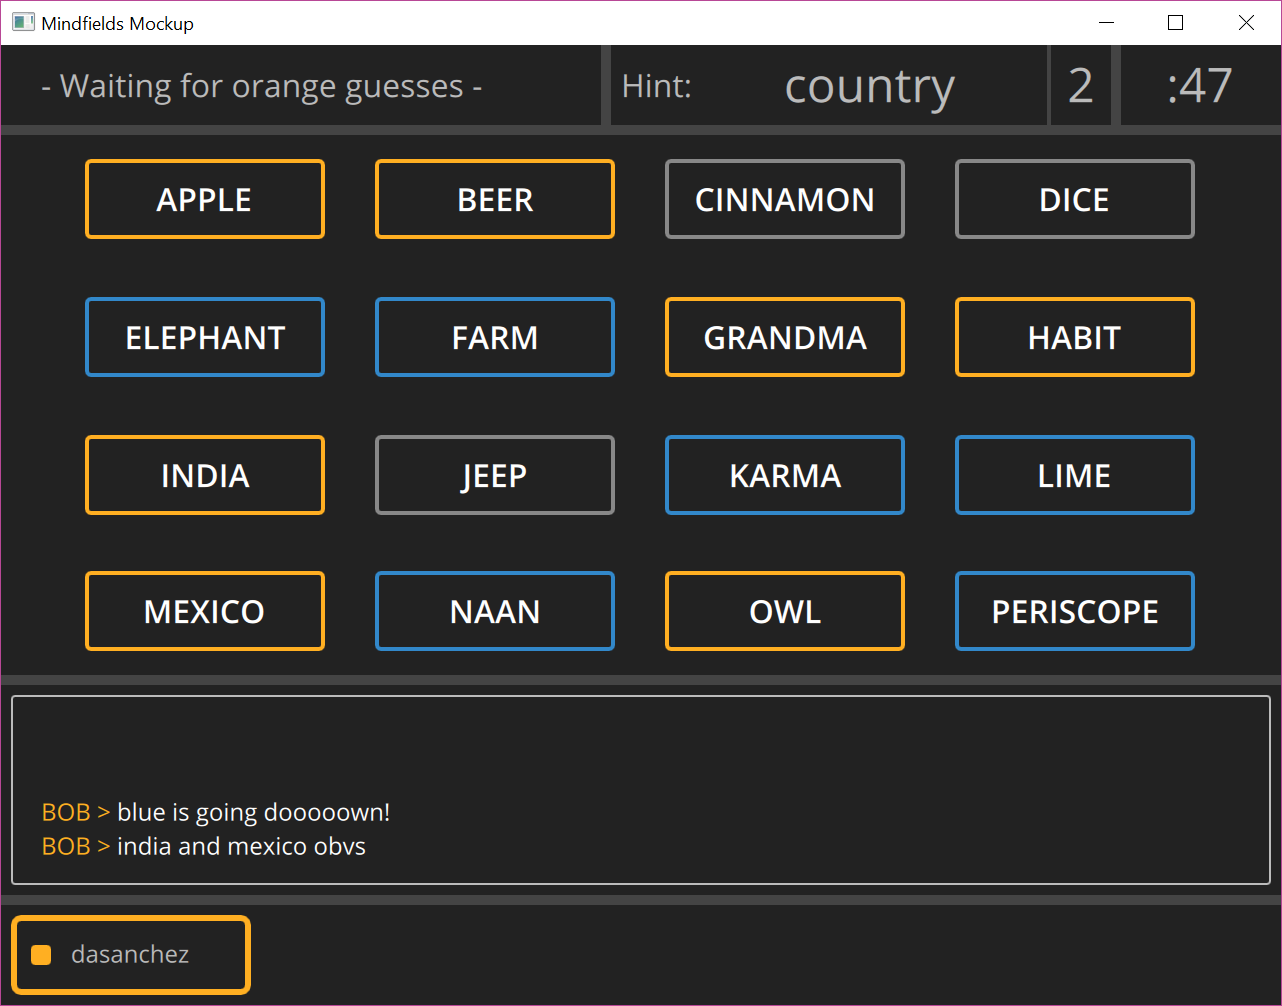 Mindfields Mockup
- Waiting for orange guesses -
Hint: country 2 :47
APPLE BEER CINNAMON DICE
ELEPHANT FARM GRANDMA HABIT
INDIA JEEP KARMA LIME
MEXICO NAAN OWL PERISCOPE
BOB > blue is going dooooown!
BOB > india and mexico obvs
dasanchez